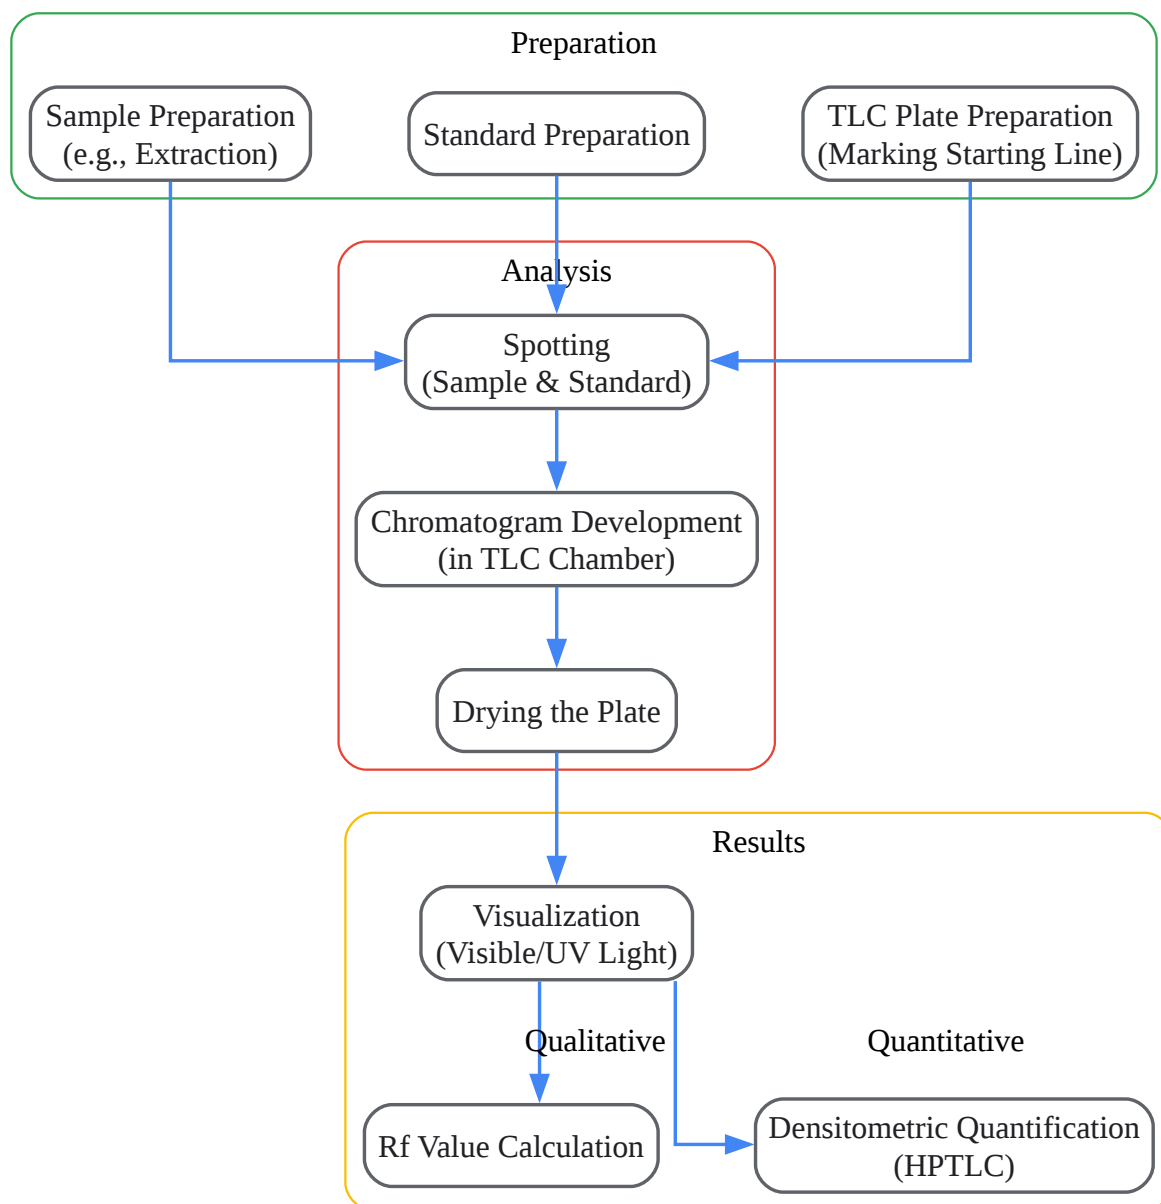 Preparation
Sample Preparation
(e.g., Extraction)
Standard Preparation
TLC Plate Preparation
(Marking Starting Line)
Analysis
Spotting
(Sample & Standard)
Chromatogram Development
(in TLC Chamber)
Drying the Plate
Results
Visualization
(Visible/UV Light)
Qualitative
Quantitative
Rf Value Calculation
Densitometric Quantification
(HPTLC)